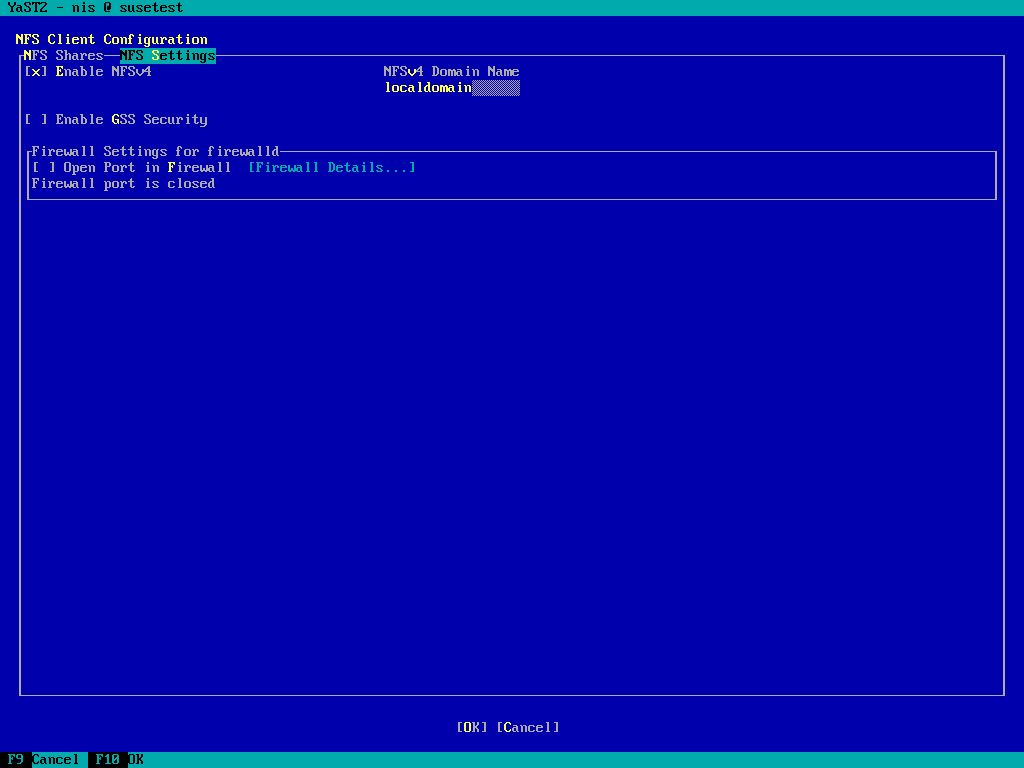 YaST2 - nis @ susetest
NFS Client Configuration
NFS Shares NFS Settings
[x] Enable NFSv4 NFSv4 Domain Name
localdomain
[ ] Enable GSS Security
Firewall Settings for firewalld
[ ] Open Port in Firewall [Firewall Details...]
Firewall port is closed
[OK] [Cancel]
F9 Cancel F10 OK